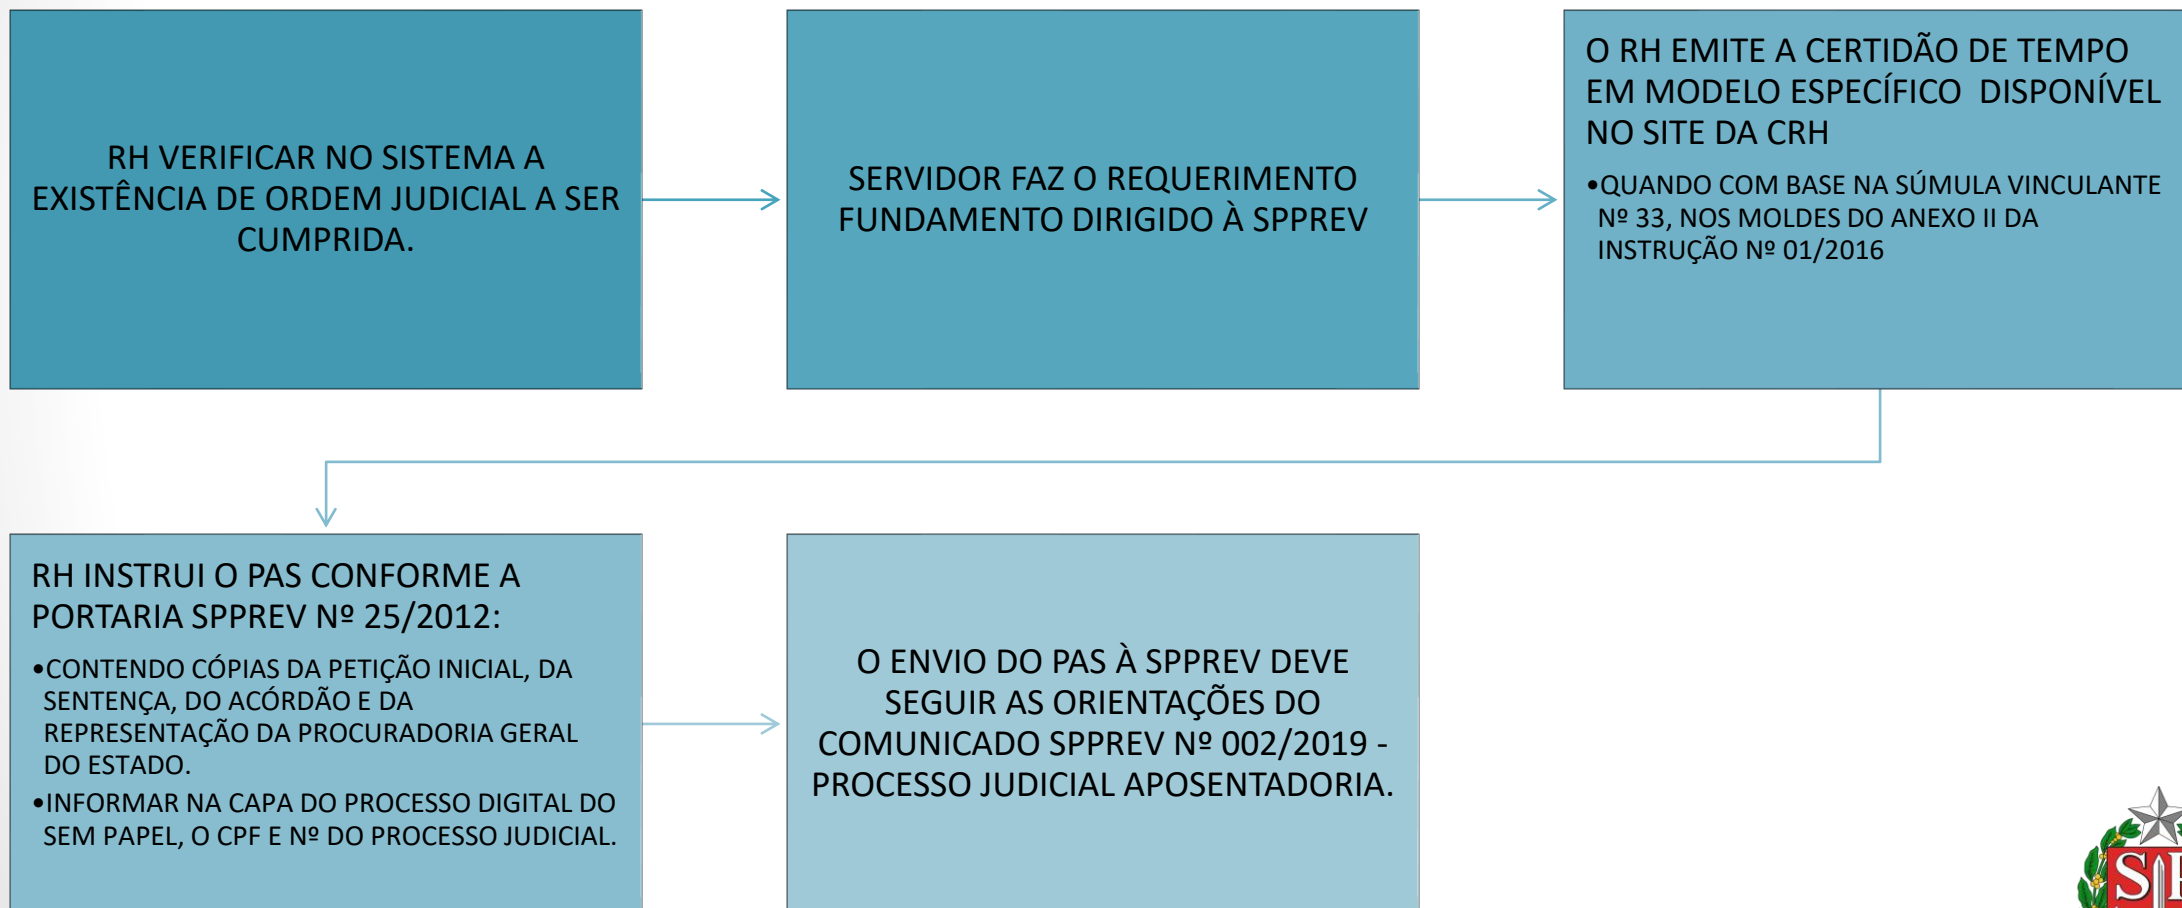 RH VERIFICAR NO SISTEMA A
EXISTÊNCIA DE ORDEM JUDICIAL A SER
CUMPRIDA.
SERVIDOR FAZ O REQUERIMENTO
FUNDAMENTO DIRIGIDO À SPPREV
O RH EMITE A CERTIDÃO DE TEMPO
EM MODELO ESPECÍFICO DISPONÍVEL
NO SITE DA CRH
•QUANDO COM BASE NA SÚMULA VINCULANTE
Nº 33, NOS MOLDES DO ANEXO II DA
INSTRUÇÃO Nº 01/2016
RH INSTRUI O PAS CONFORME A
PORTARIA SPPREV Nº 25/2012:
•CONTENDO CÓPIAS DA PETIÇÃO INICIAL, DA
SENTENÇA, DO ACÓRDÃO E DA
REPRESENTAÇÃO DA PROCURADORIA GERAL
DO ESTADO.
•INFORMAR NA CAPA DO PROCESSO DIGITAL DO
SEM PAPEL, O CPF E Nº DO PROCESSO JUDICIAL.
O ENVIO DO PAS À SPPREV DEVE
SEGUIR AS ORIENTAÇÕES DO
COMUNICADO SPPREV Nº 002/2019 -
PROCESSO JUDICIAL APOSENTADORIA.
SP